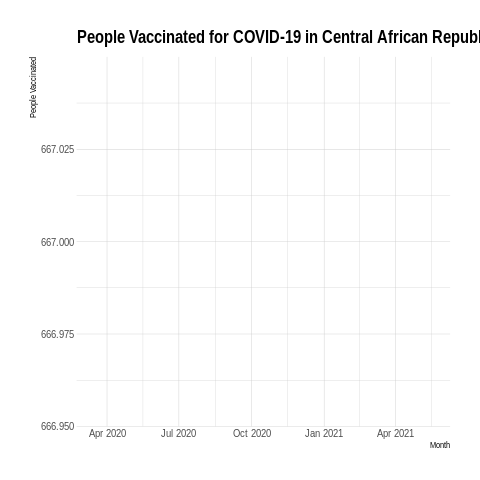 People Vaccinated for COVID-19 in Central African Republ
People Vaccinated
667.025
667.000
666.975
666.950
Apr 2020 Jul 2020 Oct 2020 Jan 2021 Apr 2021
Month